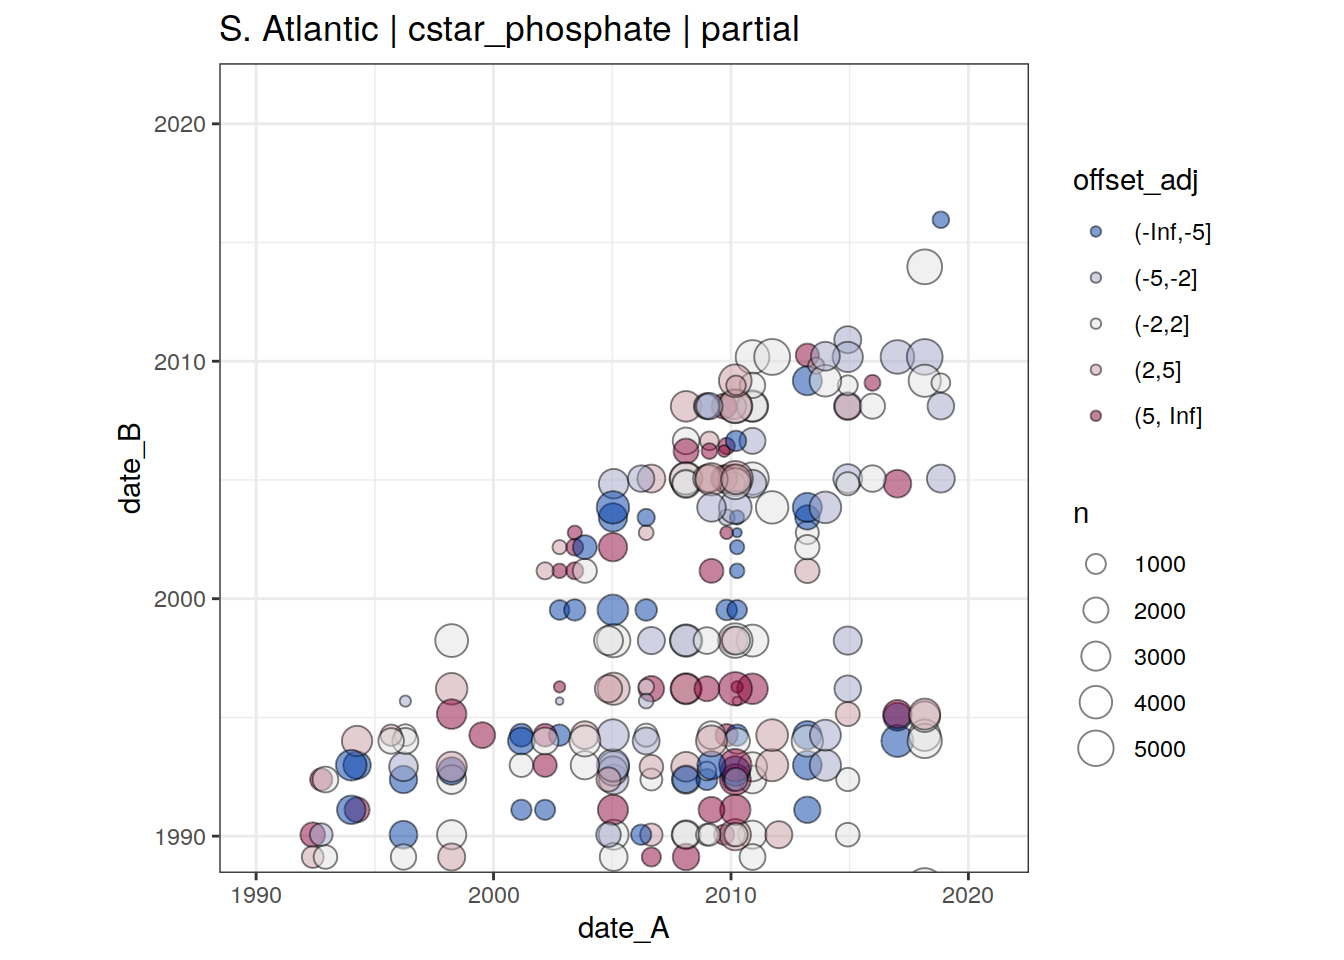 S. Atlantic | cstar_phosphate | partial
2020
2010
2000
1990
date_B
1990 2000 2010 2020
date_A
offset_adj
(-Inf,-5]
(-5,-2]
(-2,2]
(2,5]
(5, Inf]
n
1000
2000
3000
4000
5000